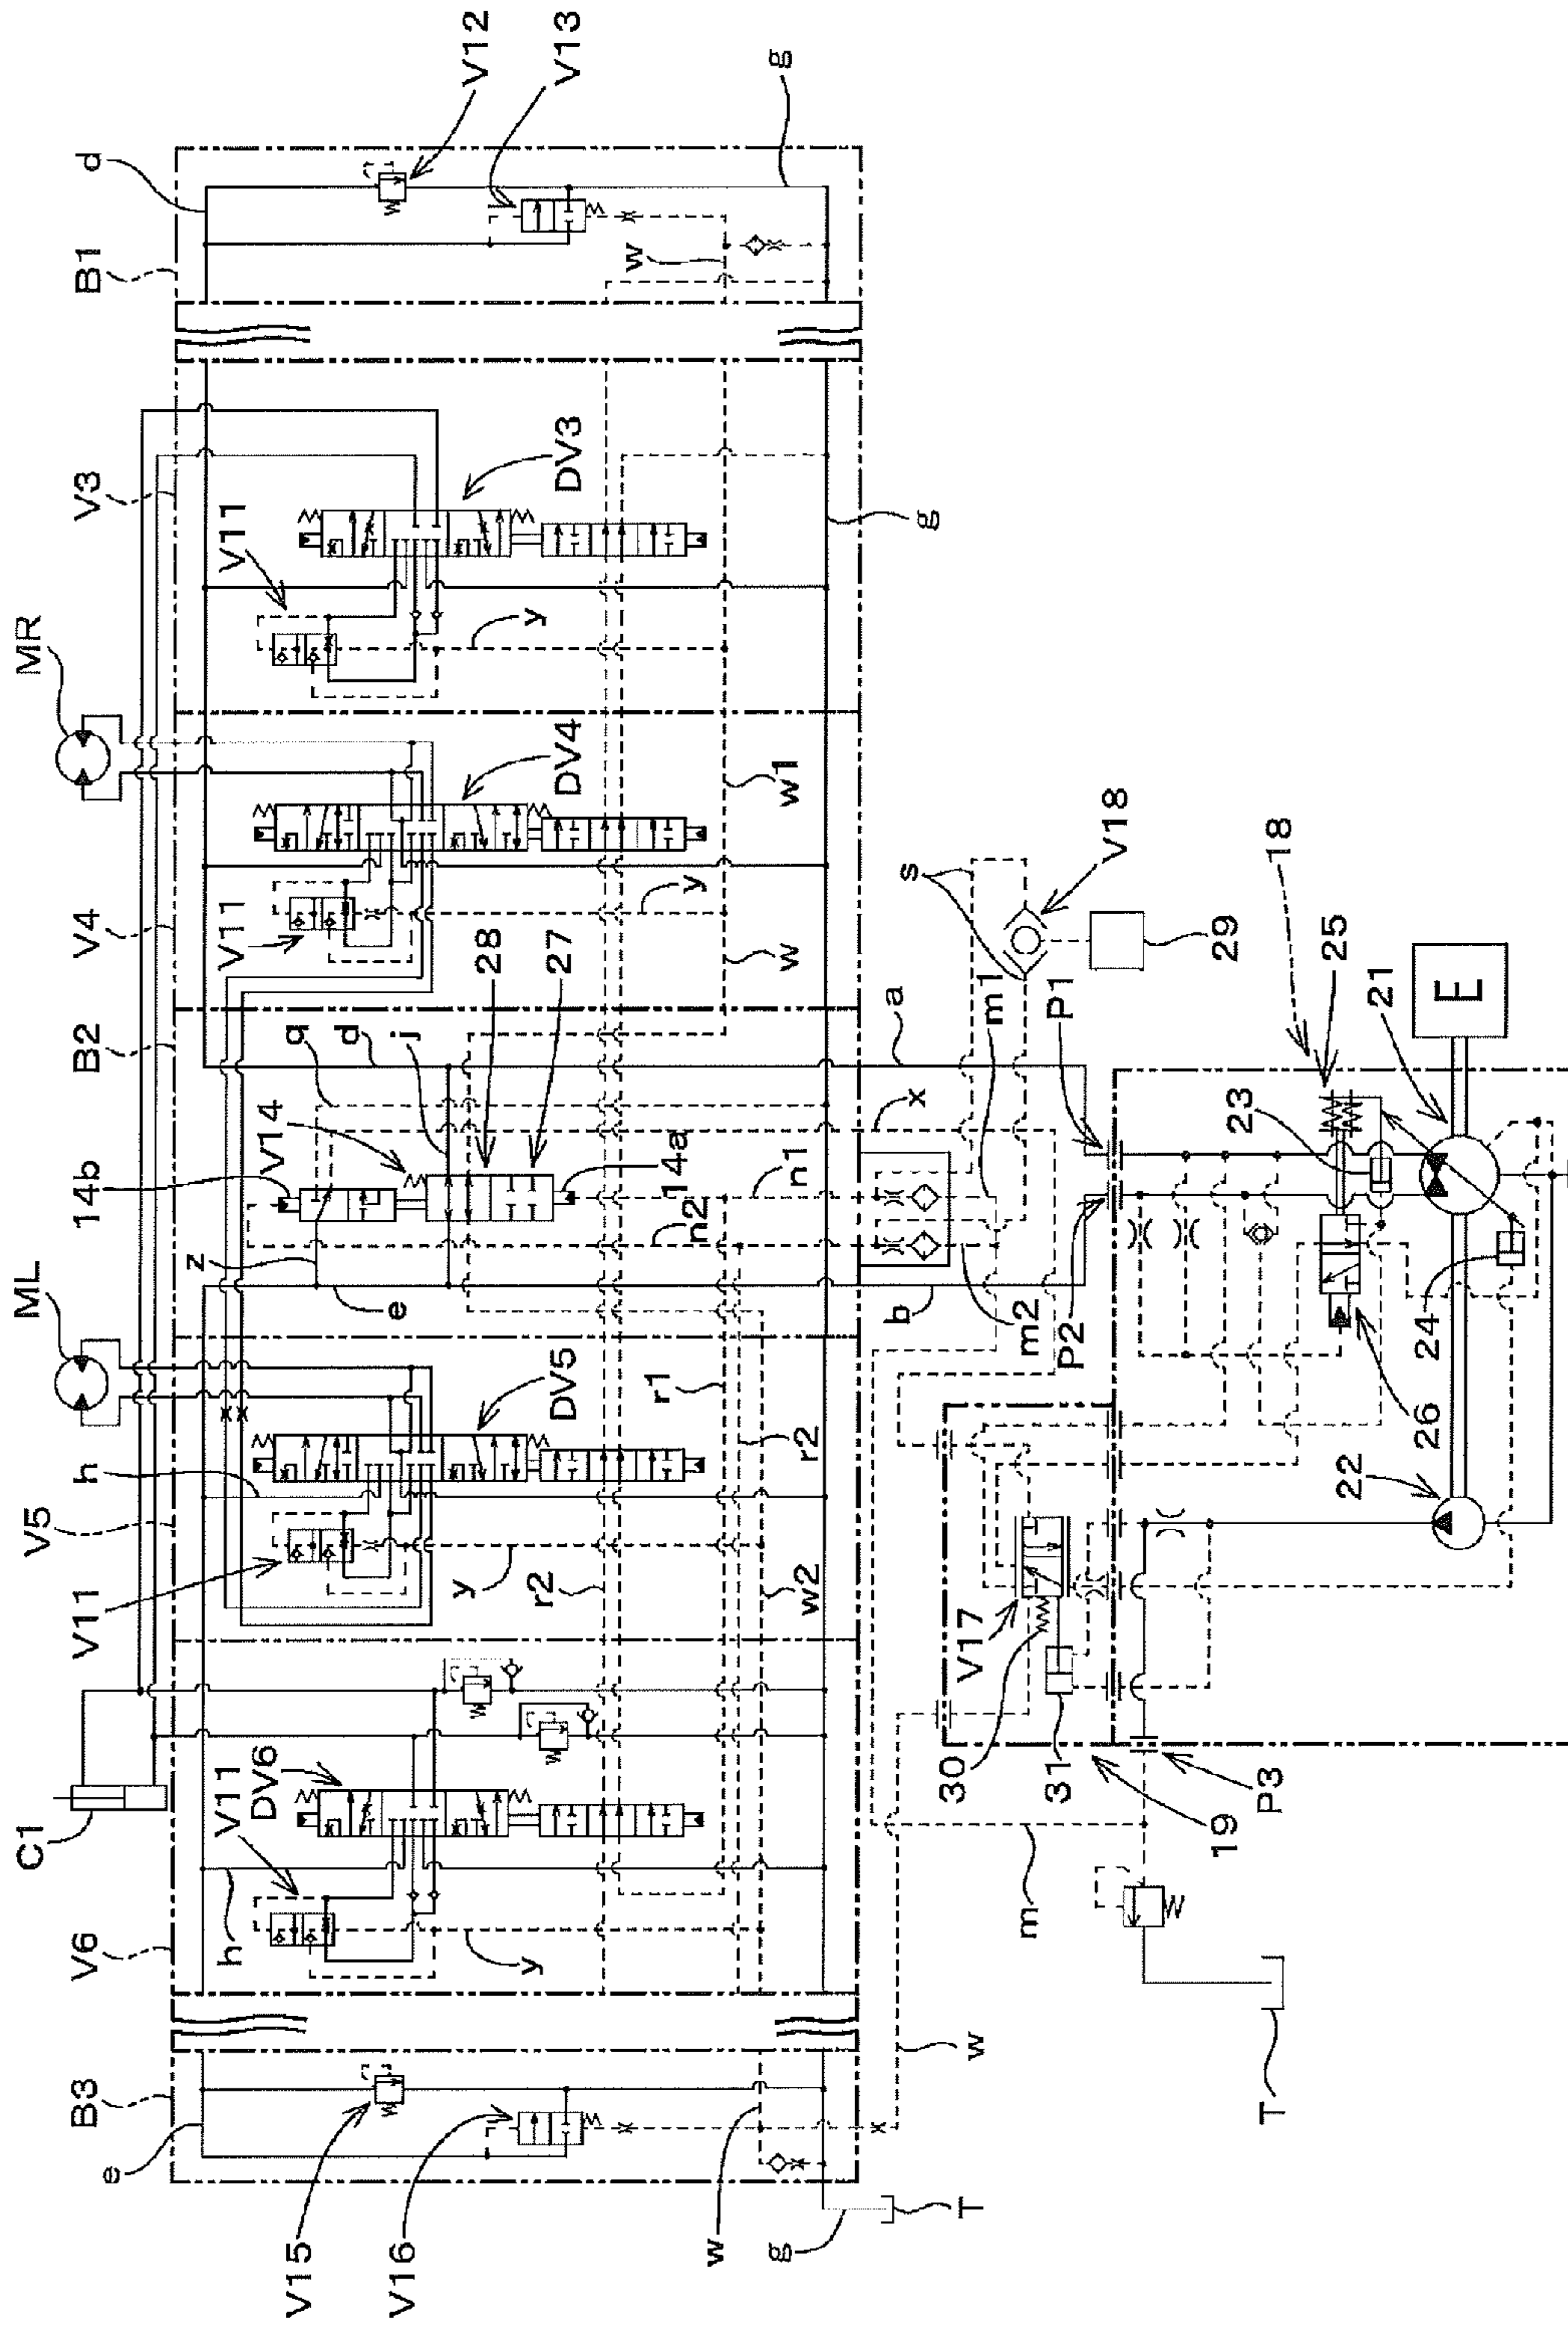 V12
V13
g
d
B1
w
V3
V11
DV3
y
g
MR
DV4
w1
V4
V11
y
w
28
27
B2
q
d
j
a
x
s
V18
29
m1
P1
18
25
E
21
23
14b
V14
14a
n1
n2
z
e
b
m2
P2
24
26
ML
DV5
r1
r2
h
V5
V11
y
r2
w2
22
V17
30
31
19
P3
C1
DV6
V11
V6
h
y
m
T
w
B3
e
V15
V16
w
g
T